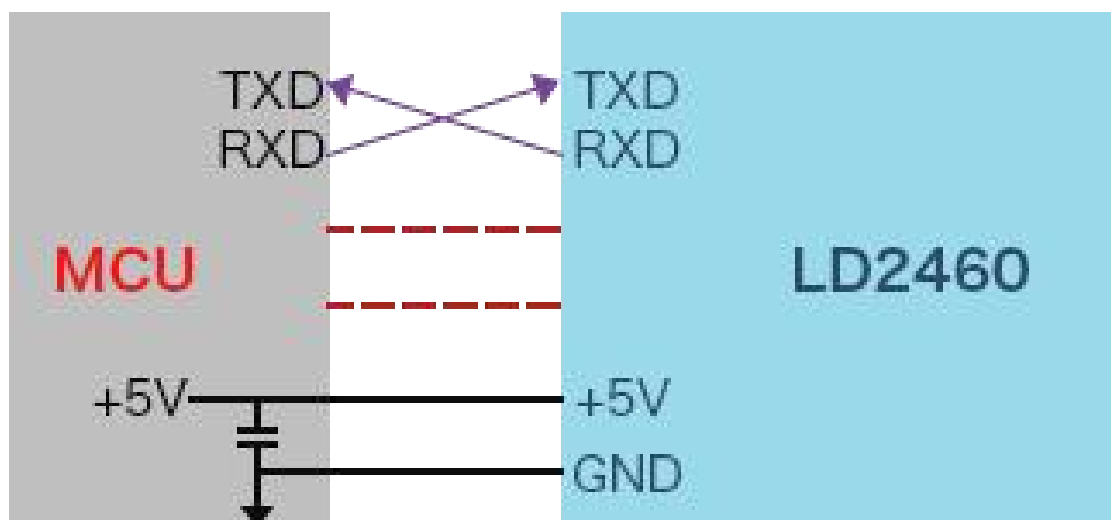 TXD
RXD
MCU
+5V
TXD
RXD
LD2460
+5V
GND